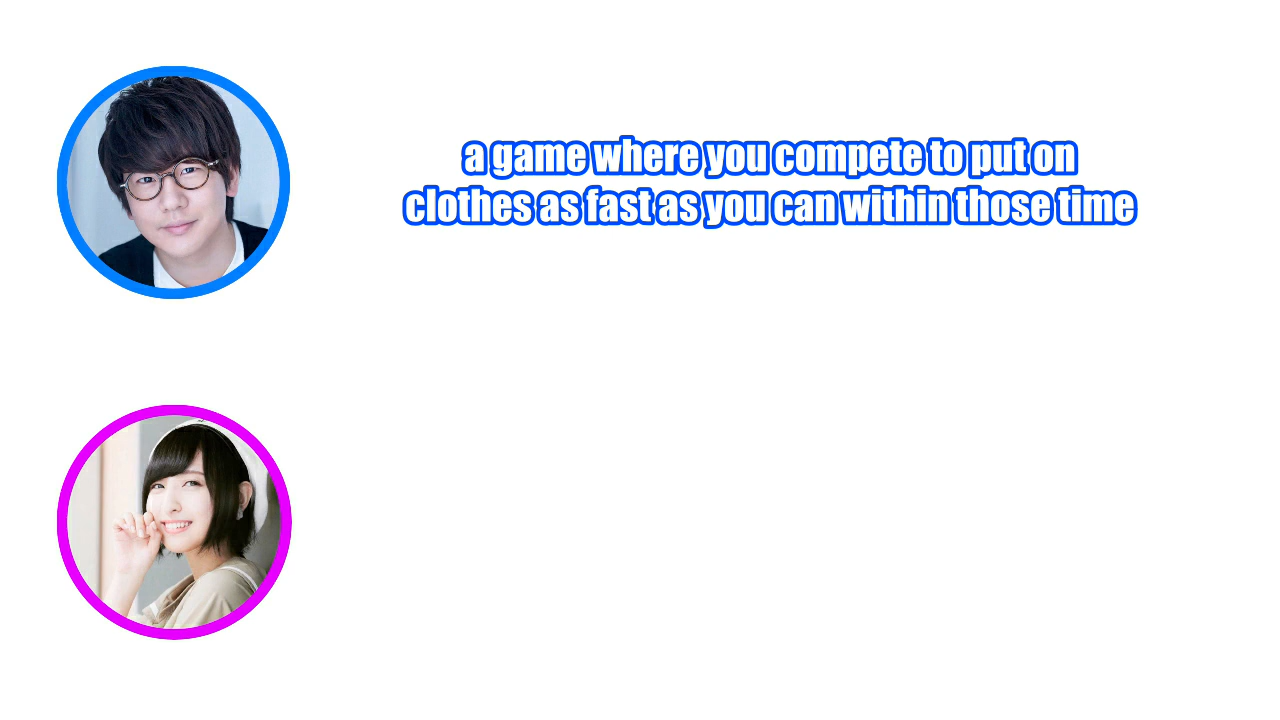 a game where you compete to put on
clothes as fast as you can within those time